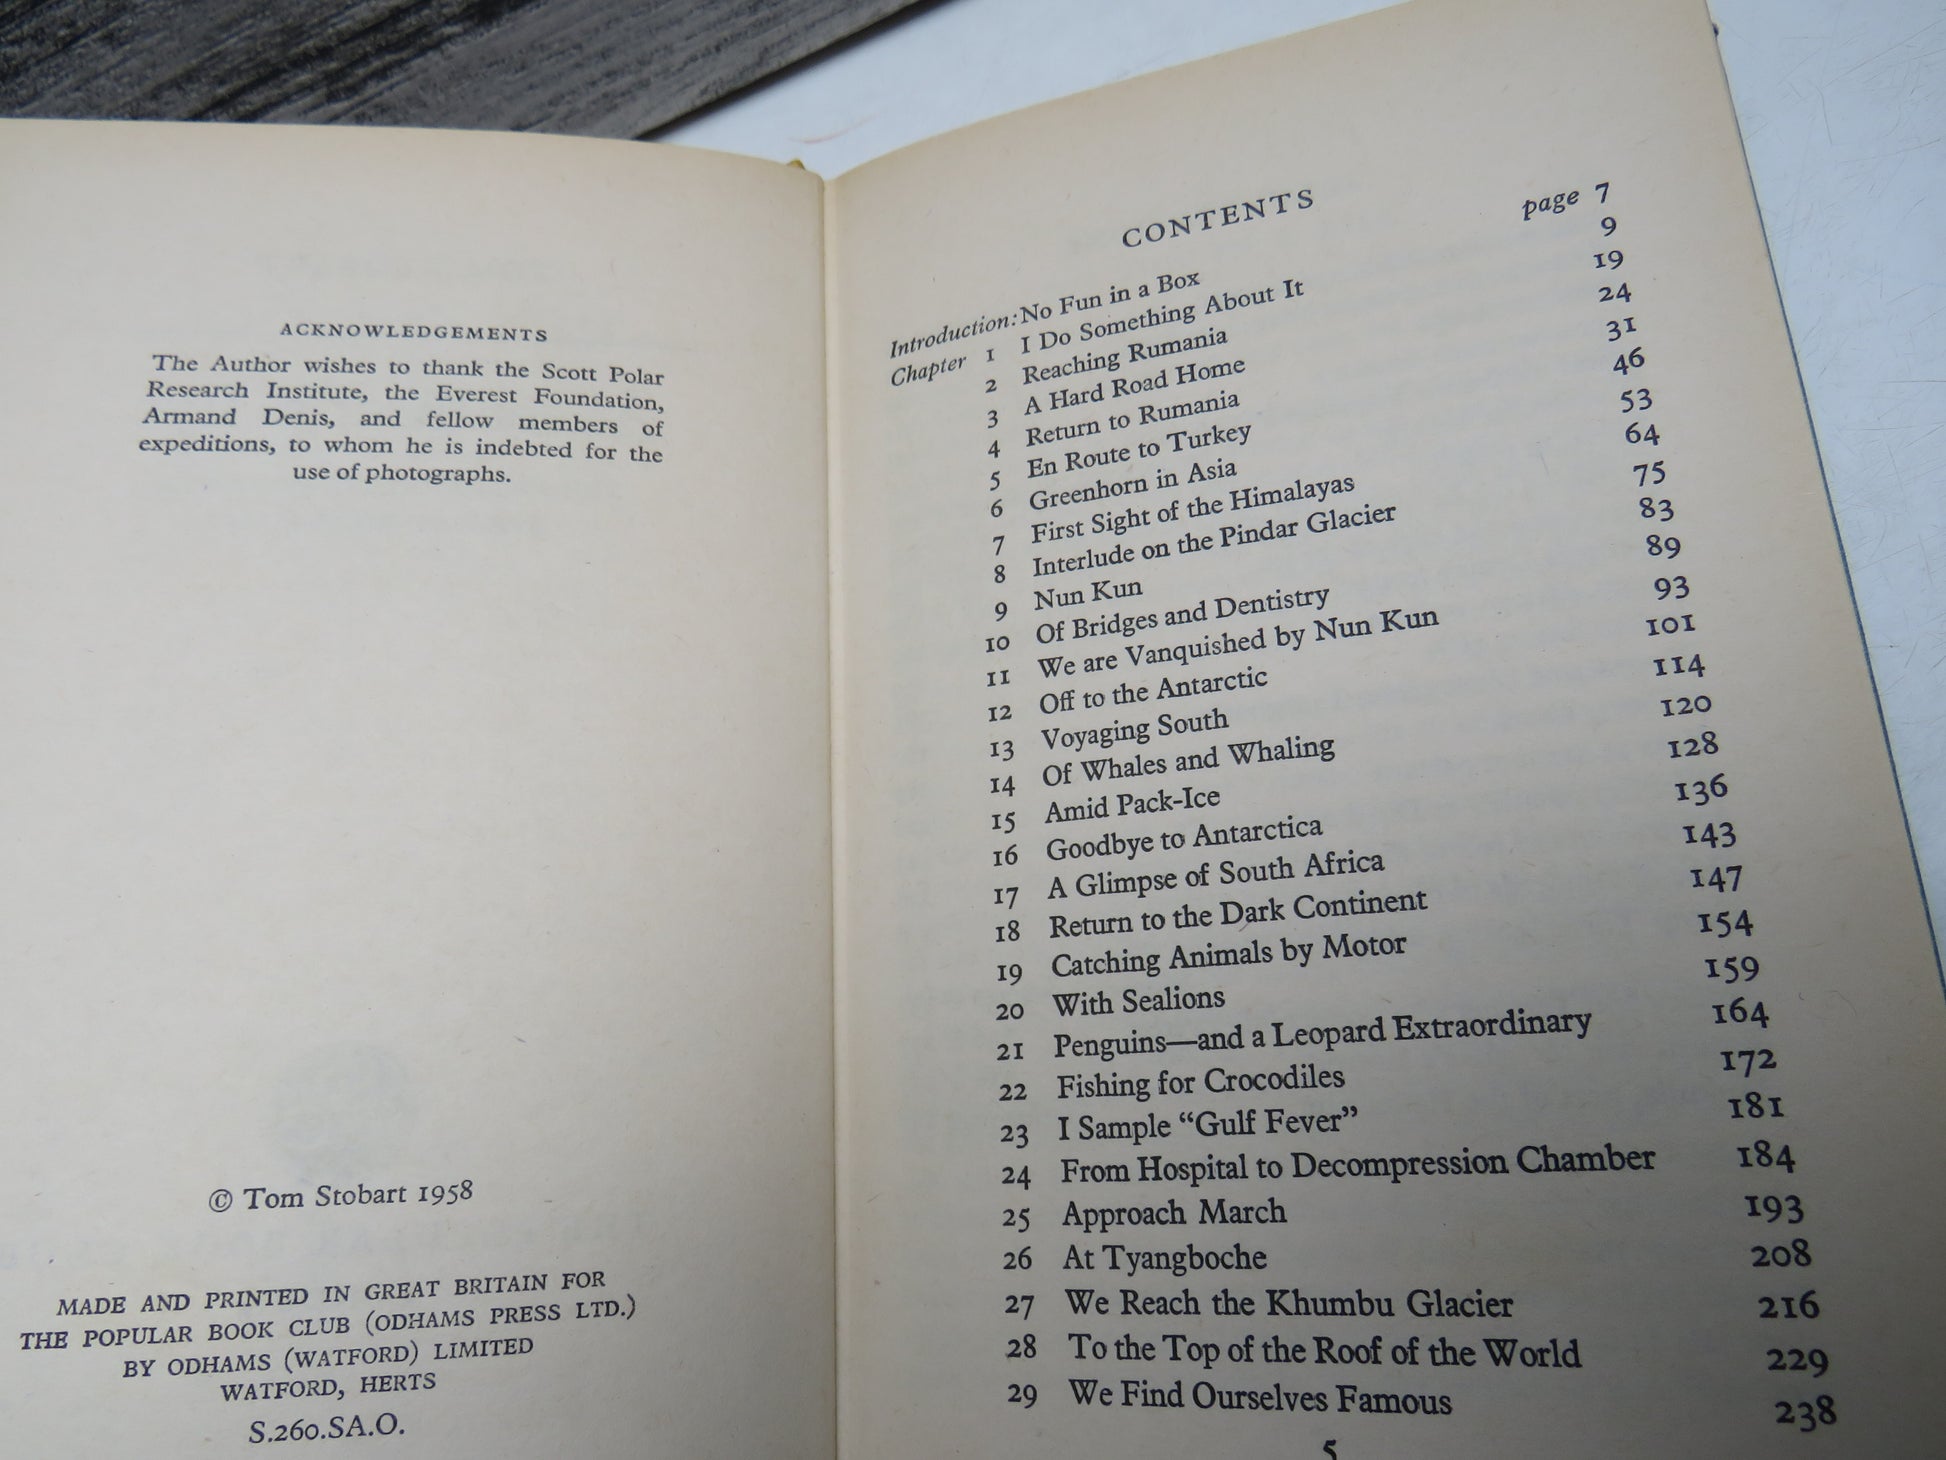 ACKNOWLEDGEMENTS
The Author wishes to thank the Scott Polar
Research Institute, the Everest Foundation,
Armand Denis, and fellow members of
expeditions, to whom he is indebted for the
use of photographs.
© Tom Stobart 1958
MADE AND PRINTED IN GREAT BRITAIN FOR
THE POPULAR BOOK CLUB (ODHAMS PRESS LTD.)
BY ODHAMS (WATFORD) LIMITED
WATFORD, HERTS
S.260.SA.O.
CONTENTS
Introduction: No Fun in a Box page 7
Chapter 1 I Do Something About It 9
2 Reaching Rumania 19
3 A Hard Road Home 24
4 Return to Rumania 31
5 En Route to Turkey 46
6 Greenhorn in Asia 53
7 First Sight of the Himalayas 64
8 Interlude on the Pindar Glacier 75
9 Nun Kun 83
10 Of Bridges and Dentistry 89
11 We are Vanquished by Nun Kun 93
12 Off to the Antarctic 101
13 Voyaging South 114
14 Of Whales and Whaling 120
15 Amid Pack-Ice 128
16 Goodbye to Antarctica 136
17 A Glimpse of South Africa 143
18 Return to the Dark Continent 147
19 Catching Animals by Motor 154
20 With Sealions 159
21 Penguins—and a Leopard Extraordinary 164
22 Fishing for Crocodiles 172
23 I Sample “Gulf Fever” 181
24 From Hospital to Decompression Chamber 184
25 Approach March 193
26 At Tyangboche 208
27 We Reach the Khumbu Glacier 216
28 To the Top of the Roof of the World 229
29 We Find Ourselves Famous 238
5